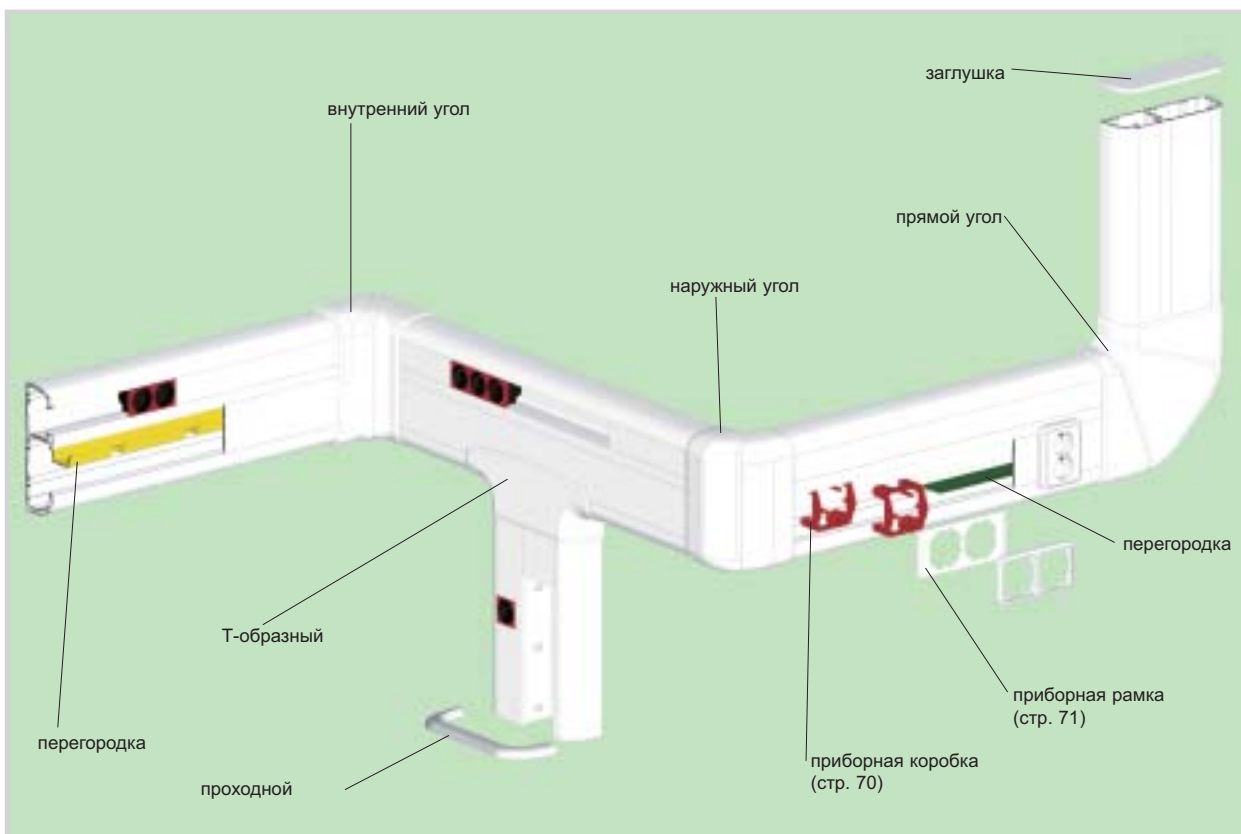 заглушка
внутренний угол
прямой угол
наружный угол
перегородка
Т-образный
приборная рамка
(стр. 71)
перегородка
приборная коробка
(стр. 70)
проходной